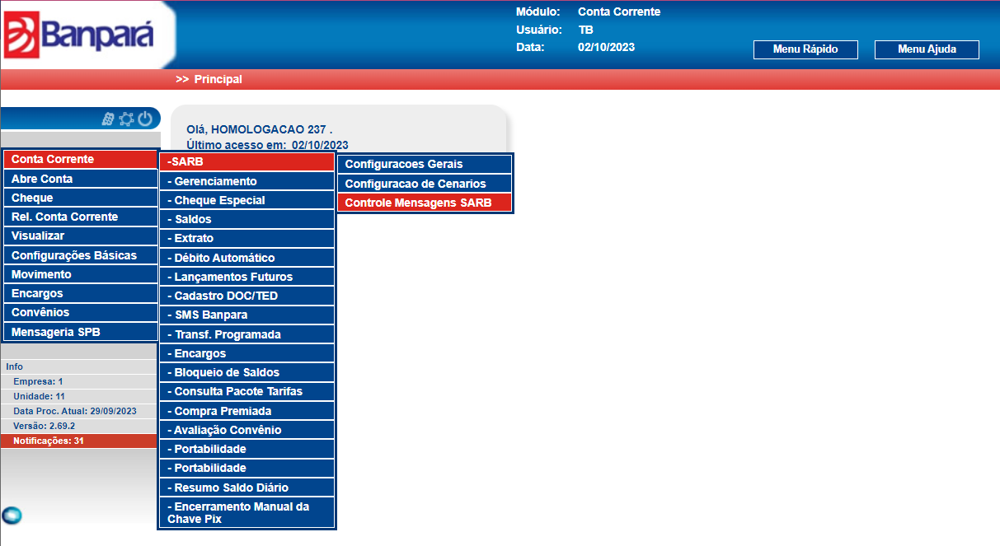 Banpará
Módulo: Conta Corrente
Usuário: TB
Data: 02/10/2023
Menu Rápido
Menu Ajuda
>> Principal
Olá, HOMOLOGACAO 237 .
Último acesso em: 02/10/2023
Conta Corrente
Abre Conta
Cheque
Rel. Conta Corrente
Visualizar
Configurações Básicas
Movimento
Encargos
Convênios
Mensageria SPB
-SARB
- Gerenciamento
- Cheque Especial
- Saldos
- Extrato
- Débito Automático
- Lançamentos Futuros
- Cadastro DOC/TED
- SMS Banpara
- Transf. Programada
- Encargos
- Bloqueio de Saldos
- Consulta Pacote Tarifas
- Compra Premiada
- Avaliação Convênio
- Portabilidade
- Portabilidade
- Resumo Saldo Diário
- Encerramento Manual da
Chave Pix
Configuracoes Gerais
Configuracao de Cenarios
Controle Mensagens SARB
Info
Empresa: 1
Unidade: 11
Data Proc. Atual: 29/09/2023
Versão: 2.69.2
Notificações: 31